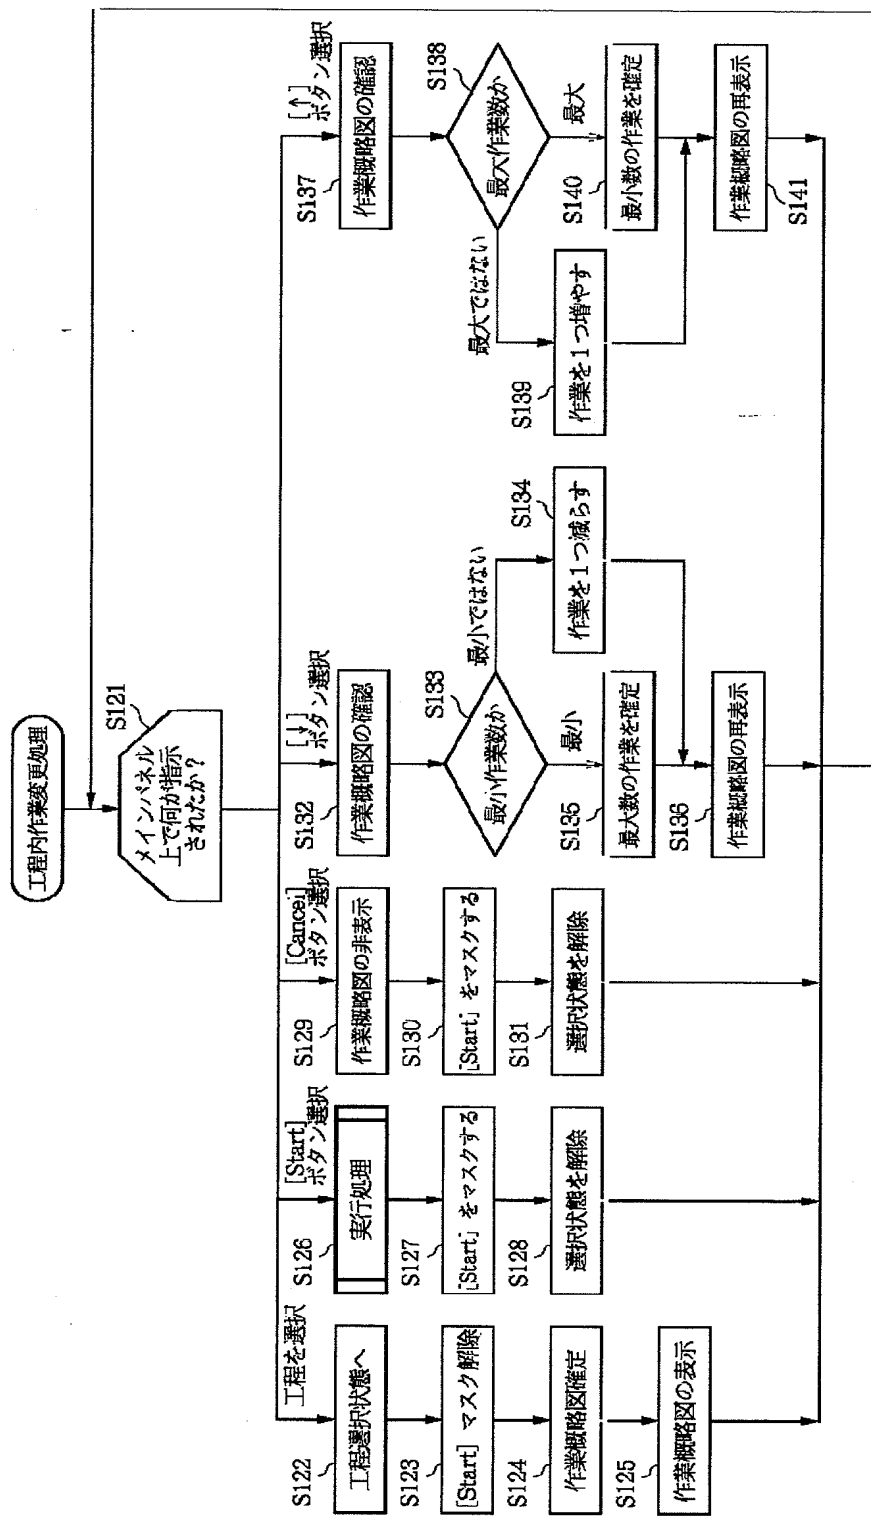 工程内作業変更処理
S121
メインパネル
上で何が指示
されたか？
工程を選択
S122
工程選択状態へ
S123
[Start] マスク解除
S124
作業概略図確定
S125
作業概略図の表示
[Start]
ボタン選択
S126
実行処理
S127
[Start] をマスクする
S128
選択状態を解除
[Cancel]
ボタン選択
S129
作業概略図の非表示
S130
[Start] をマスクする
S131
選択状態を解除
[↓]
ボタン選択
S132
作業概略図の確認
S133
最小作業数か
最小ではない
S134
作業を1つ減らす
最小
S135
最大数の作業を確定
S136
作業概略図の再表示
[↑]
ボタン選択
S137
作業概略図の確認
S138
最大作業数か
最大ではない
S139
作業を1つ増やす
最大
S140
最小数の作業を確定
S141
作業概略図の再表示